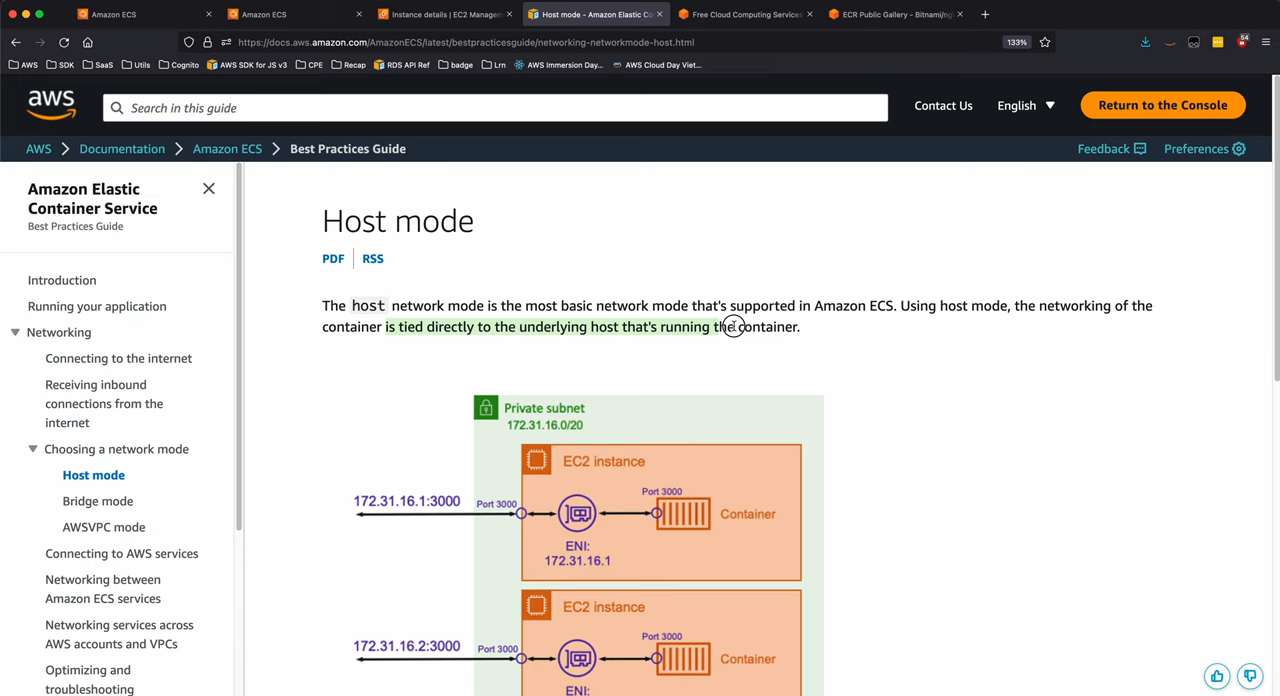 Amazon ECS
Amazon ECS
Instance details | EC2 Managem
Host mode - Amazon Elastic Co
Free Cloud Computing Services
ECR Public Gallery - Bitnami/ng
https://docs.aws.amazon.com/AmazonECS/latest/bestpracticesguide/networking-networkmode-host.html
133%
54
AWS
SDK
SaaS
Utils
Cognito
AWS SDK for JS v3
CPE
Recap
RDS API Ref
badge
Lrn
AWS Immersion Day...
AWS Cloud Day Viet...
aws
Search in this guide
Contact Us
English
Return to the Console
AWS
Documentation
Amazon ECS
Best Practices Guide
Feedback
Preferences
Amazon Elastic
Container Service
Best Practices Guide
Introduction
Running your application
Networking
Connecting to the internet
Receiving inbound
connections from the
internet
Choosing a network mode
Host mode
Bridge mode
AWSVPC mode
Connecting to AWS services
Networking between
Amazon ECS services
Networking services across
AWS accounts and VPCs
Optimizing and
troubleshooting
Host mode
PDF
RSS
The host network mode is the most basic network mode that's supported in Amazon ECS. Using host mode, the networking of the
container is tied directly to the underlying host that's running the container.
Private subnet
172.31.16.0/20
EC2 instance
172.31.16.1:3000
Port 3000
Port 3000
Container
ENI:
172.31.16.1
EC2 instance
172.31.16.2:3000
Port 3000
Port 3000
Container
ENI: